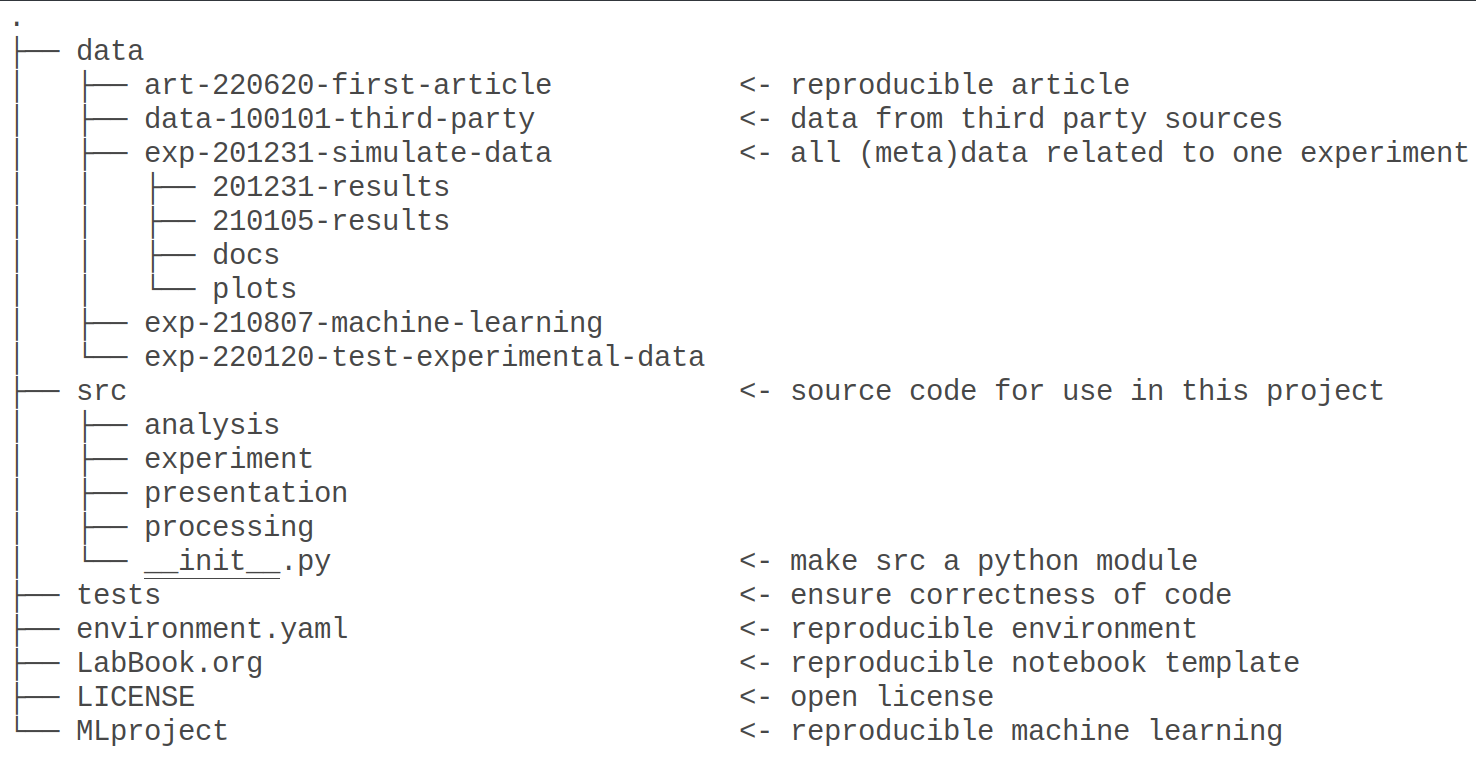 .
├── data
│   ├── art-220620-first-article           <- reproducible article
│   ├── data-100101-third-party            <- data from third party sources
│   ├── exp-201231-simulate-data           <- all (meta)data related to one experiment
│   │   ├── 201231-results
│   │   ├── 210105-results
│   │   ├── docs
│   │   └── plots
│   ├── exp-210807-machine-learning
│   └── exp-220120-test-experimental-data
├── src                                    <- source code for use in this project
│   ├── analysis
│   ├── experiment
│   ├── presentation
│   ├── processing
│   └── __init__.py                        <- make src a python module
├── tests                                  <- ensure correctness of code
├── environment.yaml                       <- reproducible environment
├── LabBook.org                            <- reproducible notebook template
├── LICENSE                                <- open license
└── MLproject                              <- reproducible machine learning